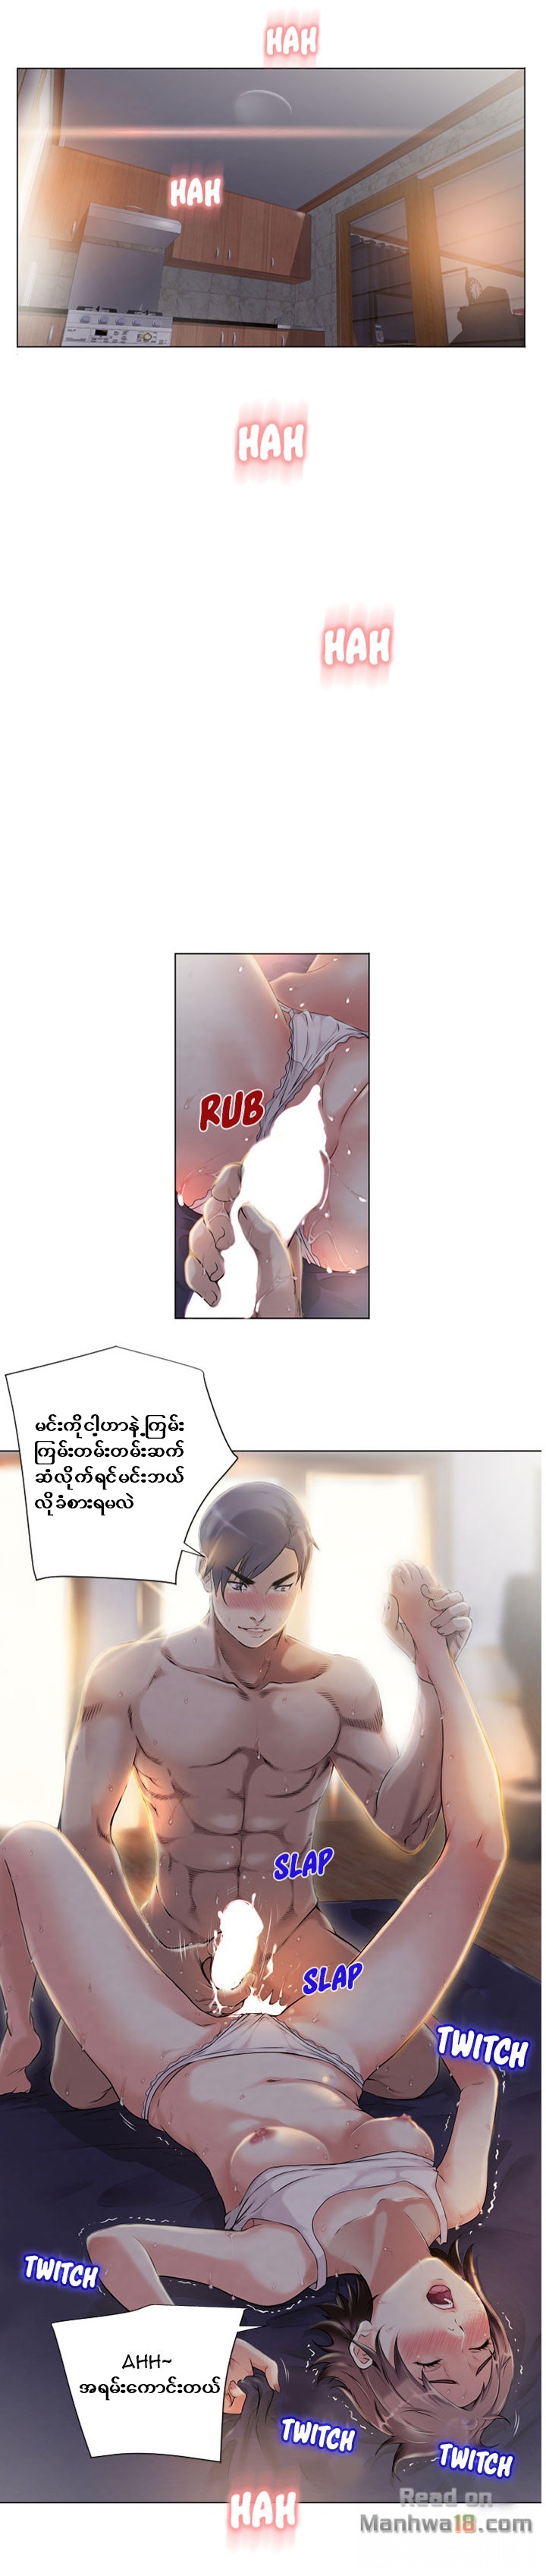 HAH
HAH
HAH
HAH
RUB
မင်းကိုငါ့ဟာနဲ့ကြမ်း
ကြမ်းတမ်းတမ်းဆက်
ဆံလိုက်ရင်မင်းဘယ်
လိုခံစားရမလဲ
SLAP
SLAP
TWITCH
TWITCH
AHH~
အရမ်းကောင်းတယ်
TWITCH
TWITCH
HAH
Read on
Manhwa18.com